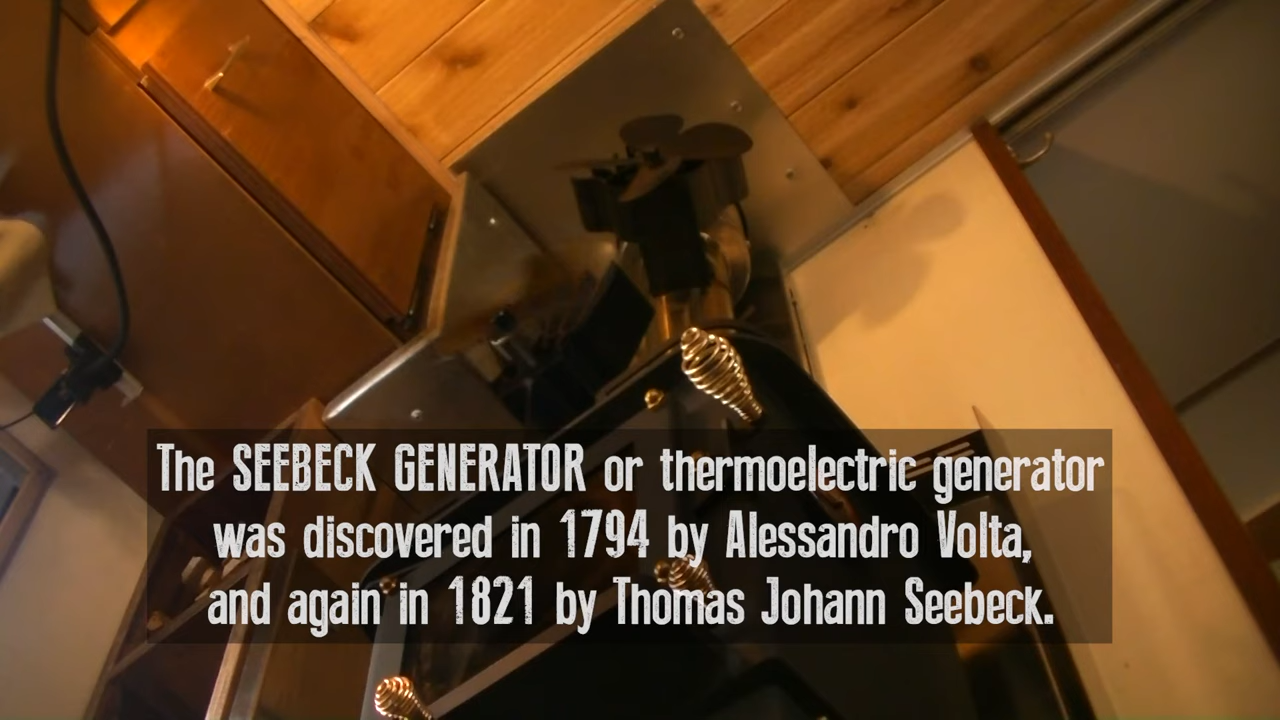 The SEEBECK GENERATOR or thermoelectric generator
was discovered in 1794 by Alessandro Volta,
and again in 1821 by Thomas Johann Seebeck.